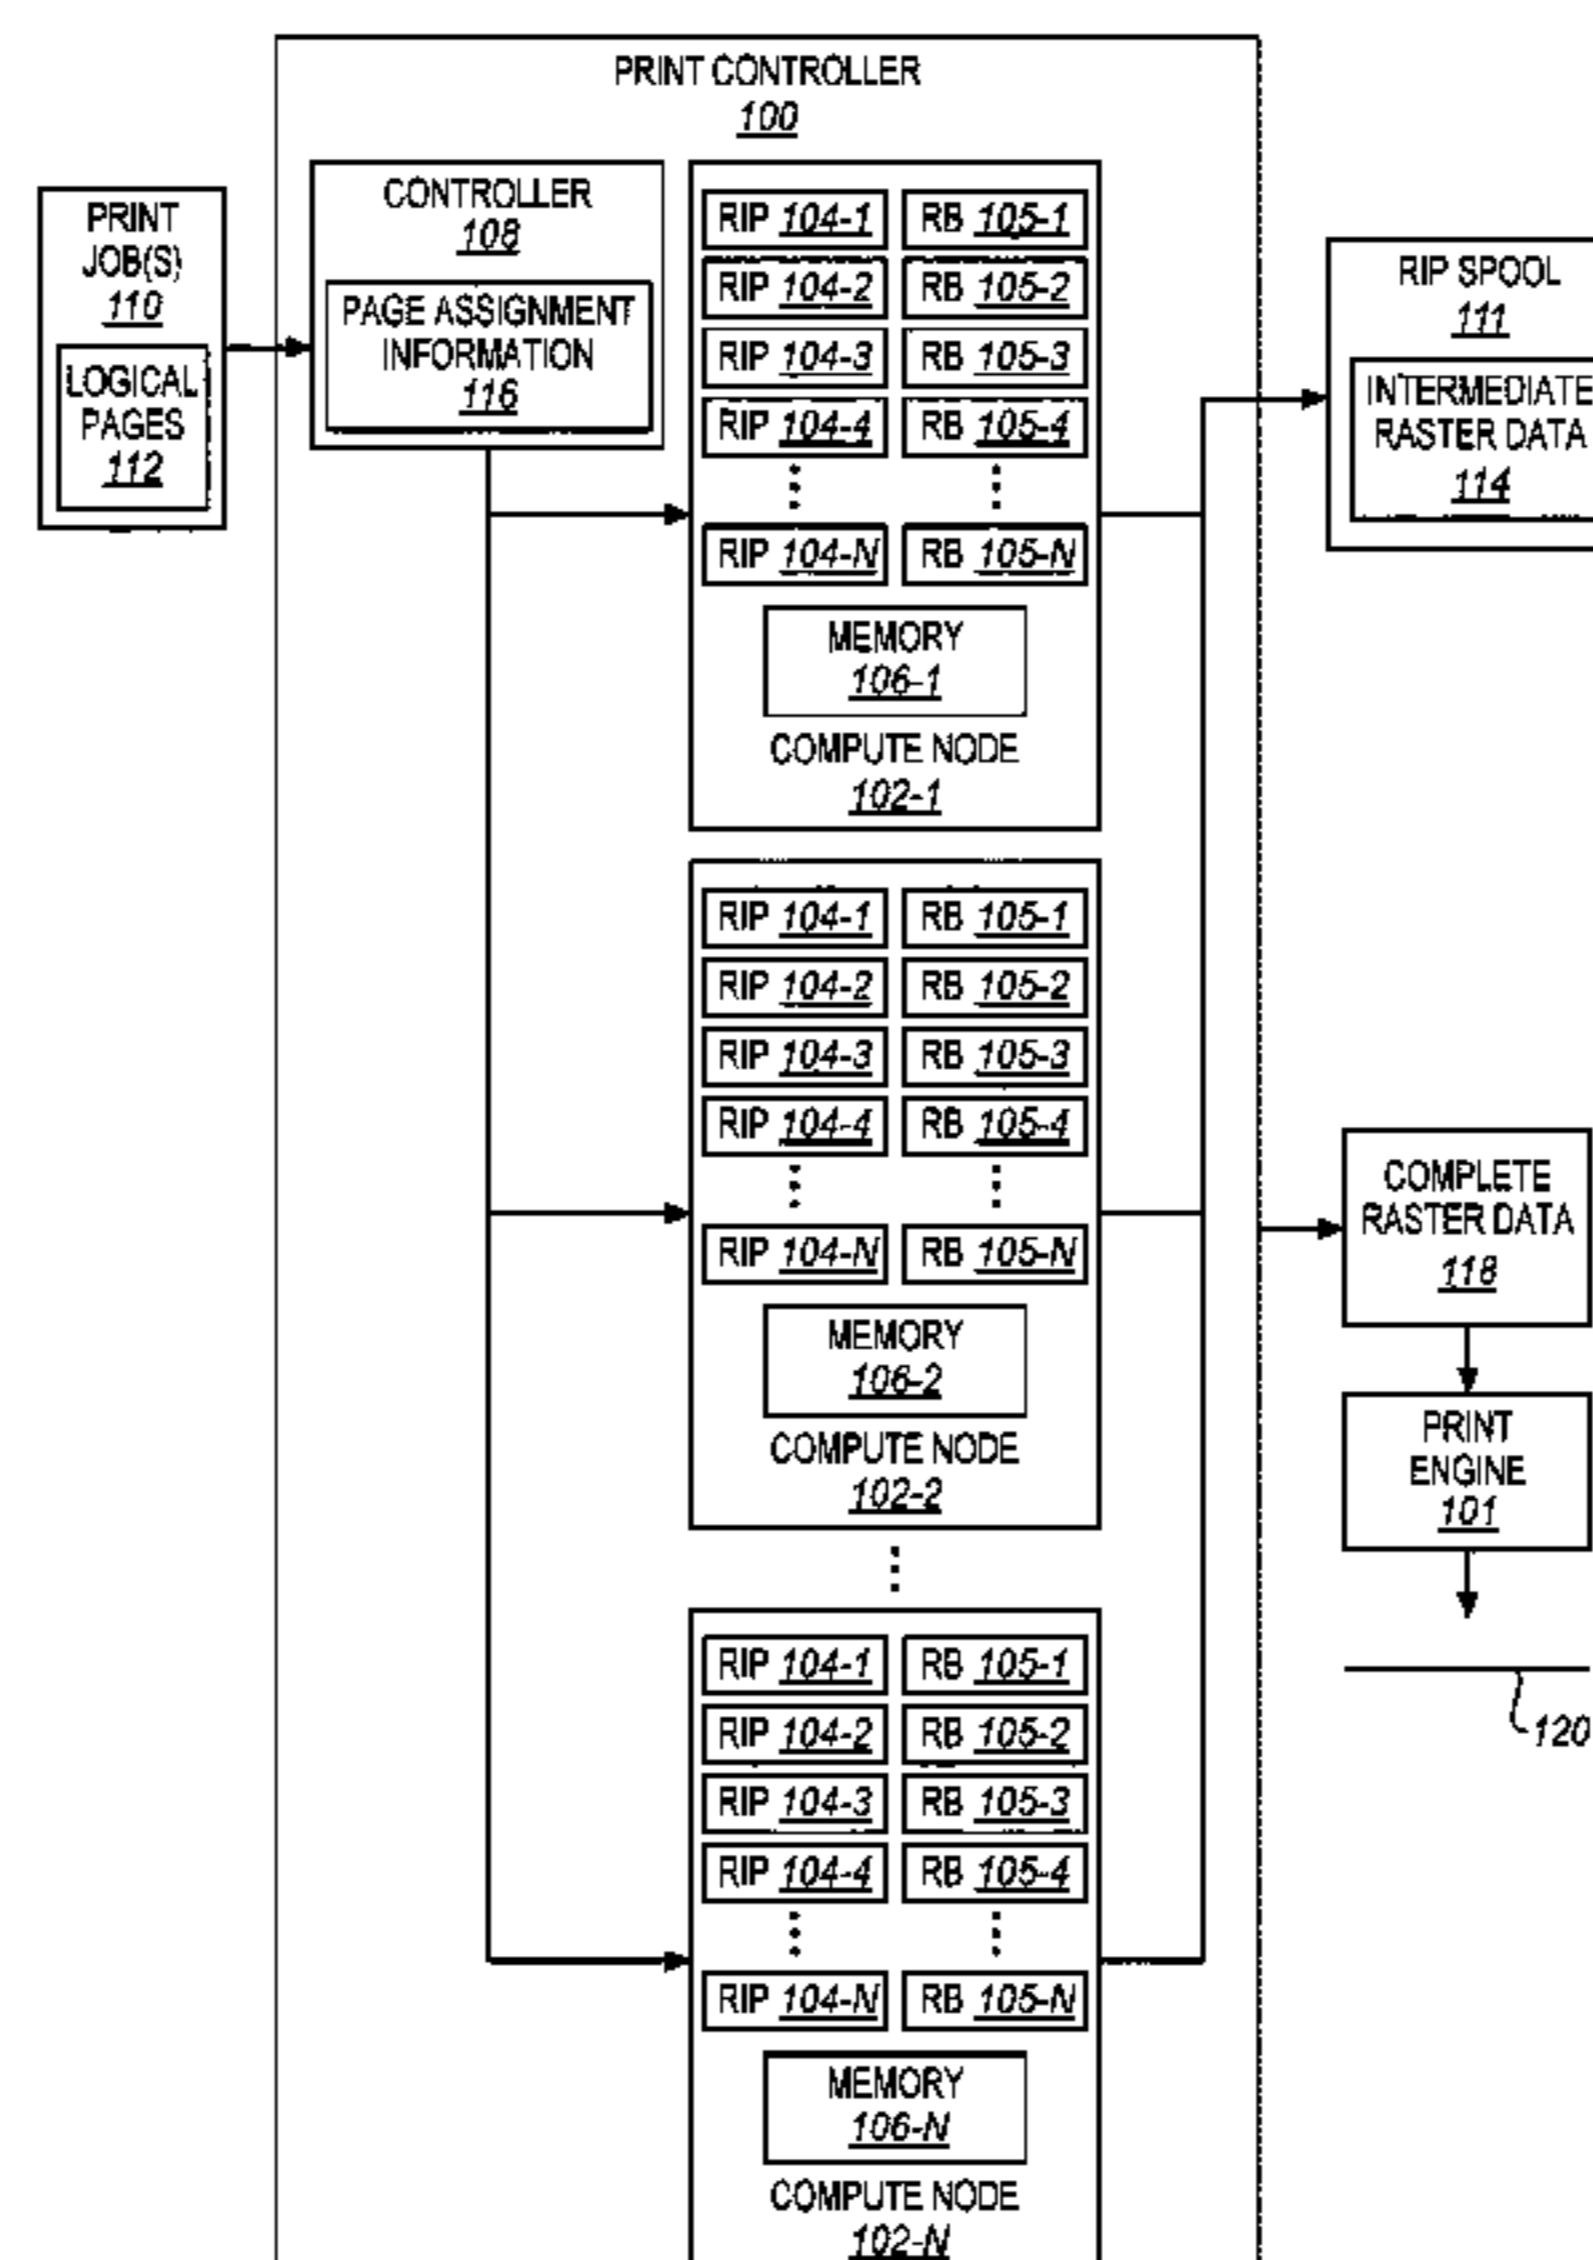 PRINT CONTROLLER
100
PRINT
JOB(S)
110
LOGICAL
PAGES
112
CONTROLLER
108
PAGE ASSIGNMENT
INFORMATION
116
RIP 104-1 RB 105-1
RIP 104-2 RB 105-2
RIP 104-3 RB 105-3
RIP 104-4 RB 105-4
RIP 104-N RB 105-N
MEMORY
106-1
COMPUTE NODE
102-1
RIP 104-1 RB 105-1
RIP 104-2 RB 105-2
RIP 104-3 RB 105-3
RIP 104-4 RB 105-4
RIP 104-N RB 105-N
MEMORY
106-2
COMPUTE NODE
102-2
RIP 104-1 RB 105-1
RIP 104-2 RB 105-2
RIP 104-3 RB 105-3
RIP 104-4 RB 105-4
RIP 104-N RB 105-N
MEMORY
106-N
COMPUTE NODE
102-N
RIP SPOOL
111
INTERMEDIATE
RASTER DATA
114
COMPLETE
RASTER DATA
118
PRINT
ENGINE
101
120